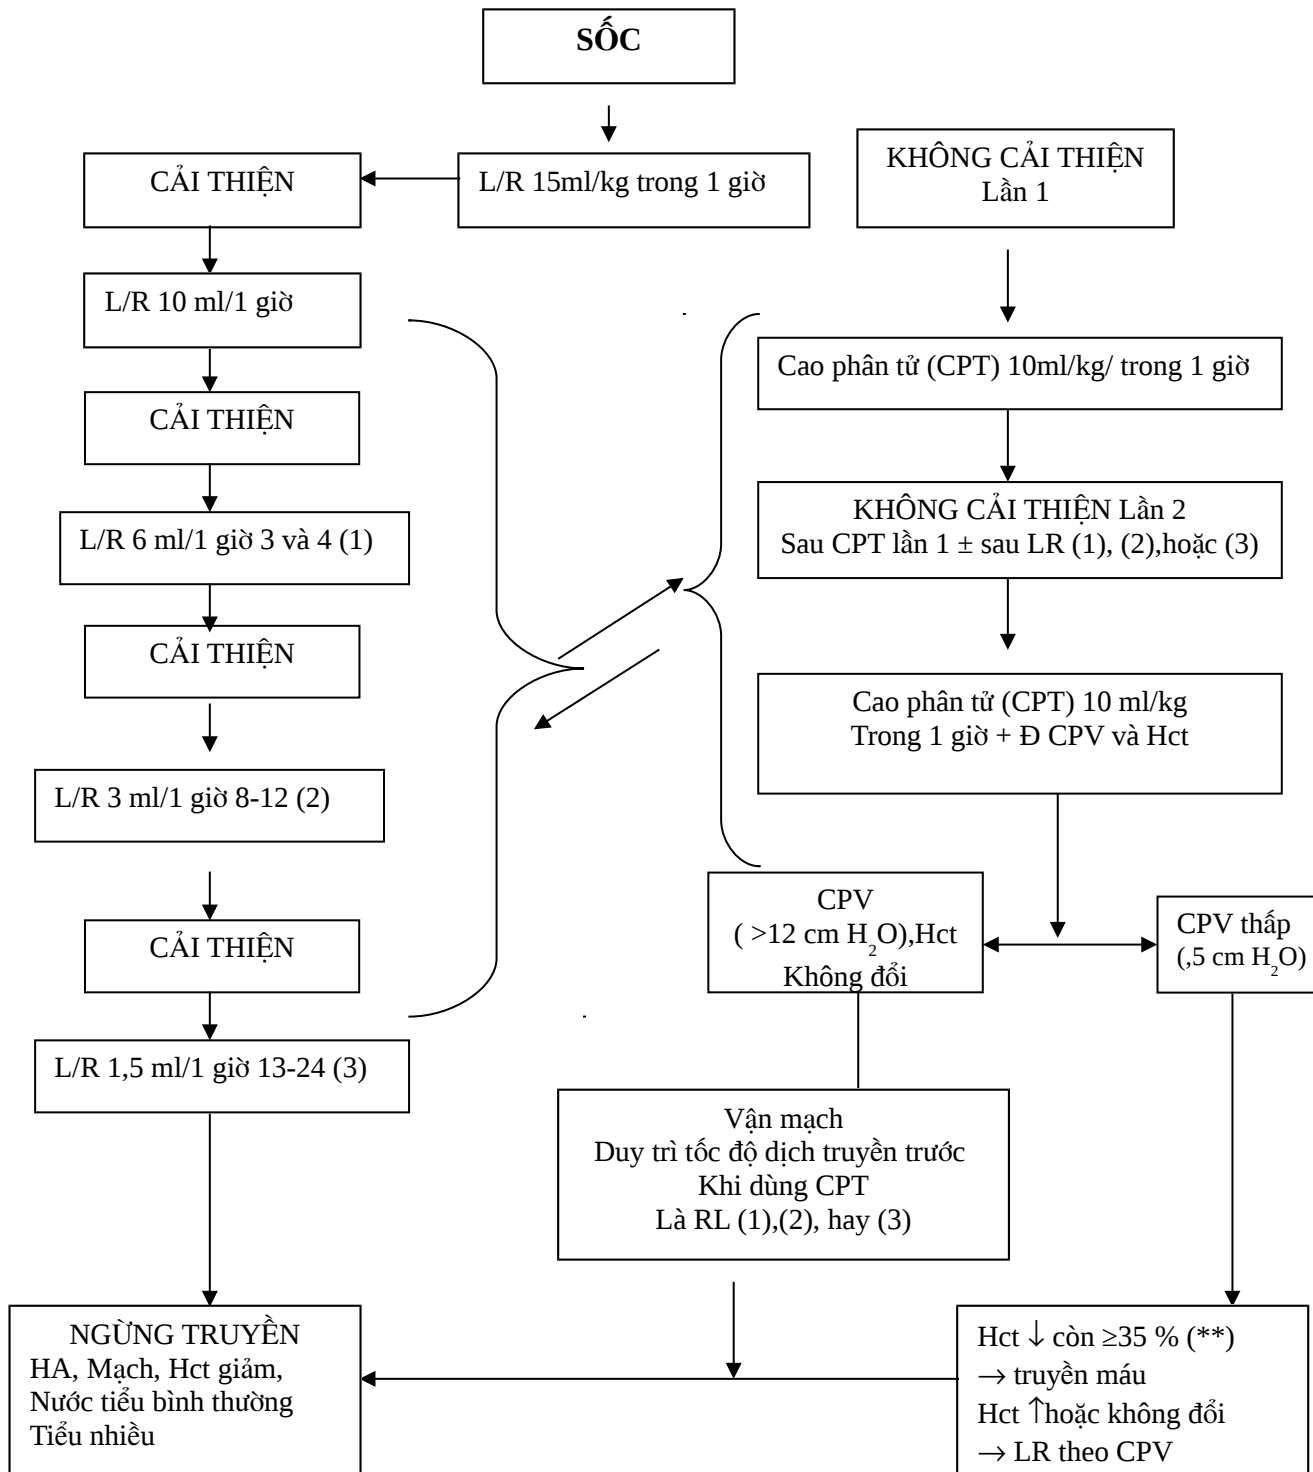 SỐC
L/R 15ml/kg trong 1 giờ
CẢI THIỆN
L/R 10 ml/1 giờ
CẢI THIỆN
L/R 6 ml/1 giờ 3 và 4 (1)
CẢI THIỆN
L/R 3 ml/1 giờ 8-12 (2)
CẢI THIỆN
L/R 1,5 ml/1 giờ 13-24 (3)
NGỪNG TRUYỀN
HA, Mạch, Hct giảm,
Nước tiểu bình thường
Tiểu nhiều
KHÔNG CẢI THIỆN
Lần 1
Cao phân tử (CPT) 10ml/kg/ trong 1 giờ
KHÔNG CẢI THIỆN Lần 2
Sau CPT lần 1 ± sau LR (1), (2),hoặc (3)
Cao phân tử (CPT) 10 ml/kg
Trong 1 giờ + Đ CPV và Hct
CPV
( >12 cm H₂O),Hct
Không đổi
CPV thấp
(,5 cm H₂O)
Vận mạch
Duy trì tốc độ dịch truyền trước
Khi dùng CPT
Là RL (1),(2), hay (3)
Hct ↓ còn ≥35 % (**)
→ truyền máu
Hct ↑hoặc không đổi
→ LR theo CPV